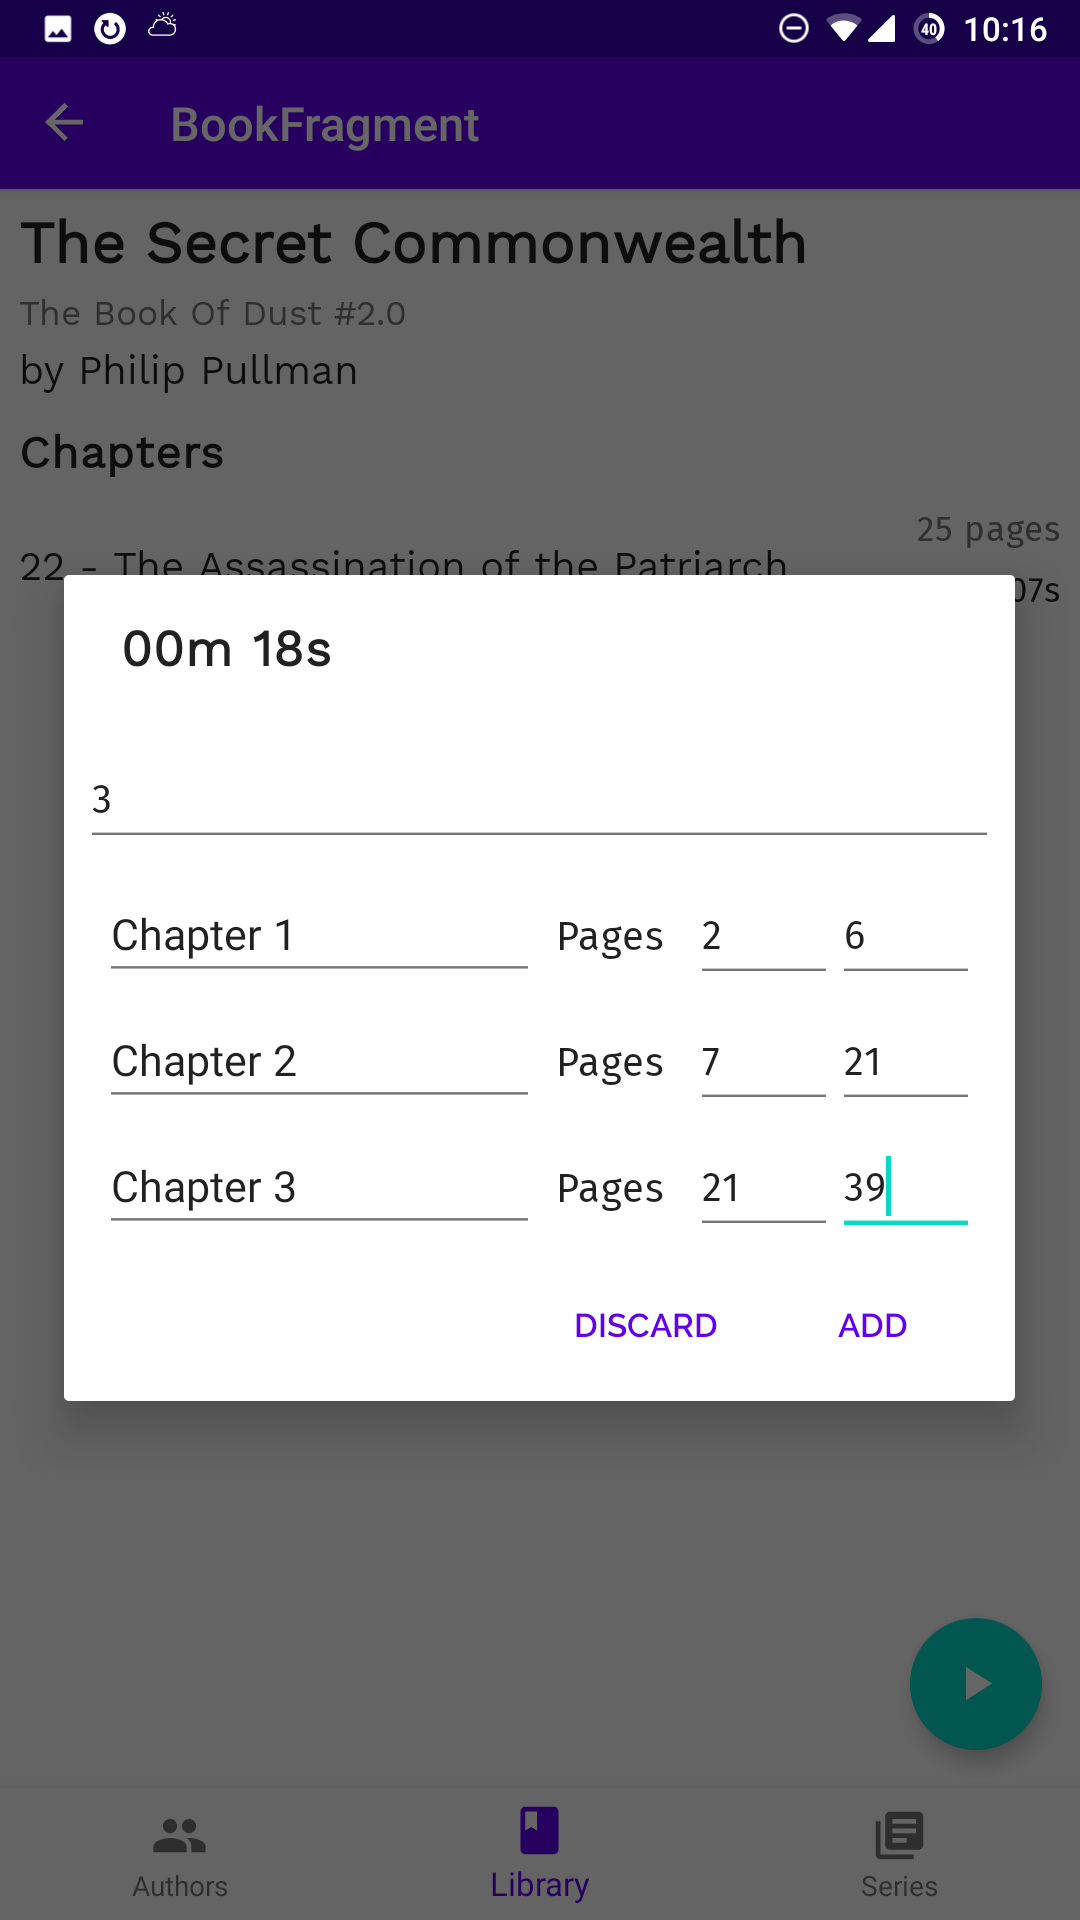 40 10:16
BookFragment
The Secret Commonwealth
The Book Of Dust #2.0
by Philip Pullman
Chapters
25 pages
22 - The Assassination of the Patriarch
07s
00m 18s
3
Chapter 1 Pages 2 6
Chapter 2 Pages 7 21
Chapter 3 Pages 21 39
DISCARD ADD
Authors Library Series